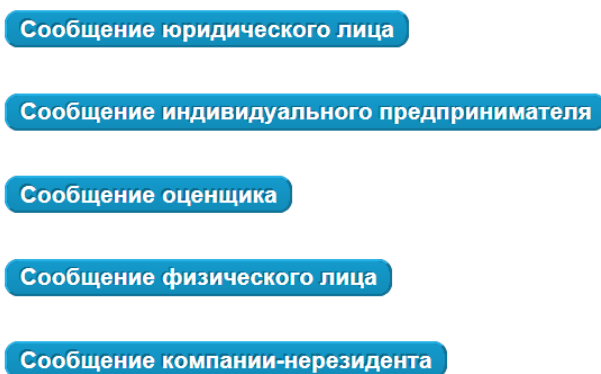 Сообщение юридического лица
Сообщение индивидуального предпринимателя
Сообщение оценщика
Сообщение физического лица
Сообщение компании-нерезидента